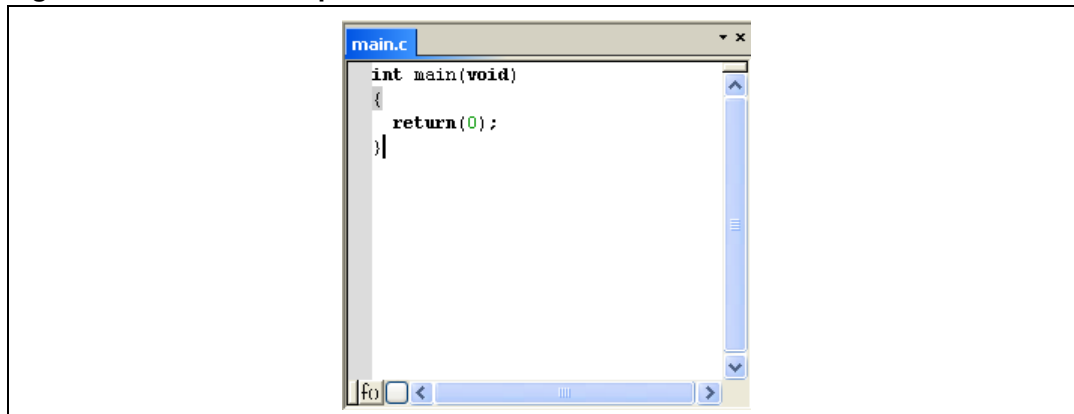 main.c
int main(void)
{
return(0);
}
f()